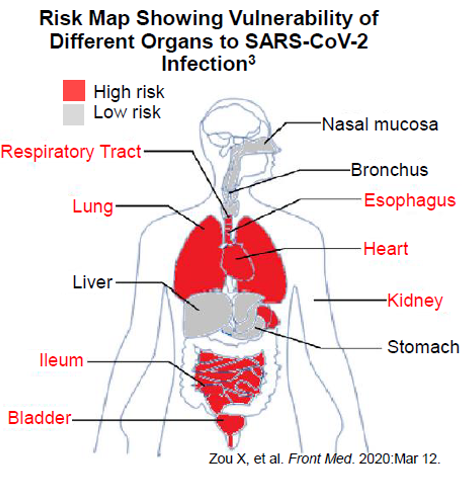 Risk Map Showing Vulnerability of
Different Organs to SARS-CoV-2
Infection3
High risk
Low risk
Nasal mucosa
Respiratory Tract
Bronchus
Esophagus
Lung
Heart
Liver
Kidney
Stomach
Ileum
Bladder
Zou X, et al. Front Med. 2020:Mar 12.